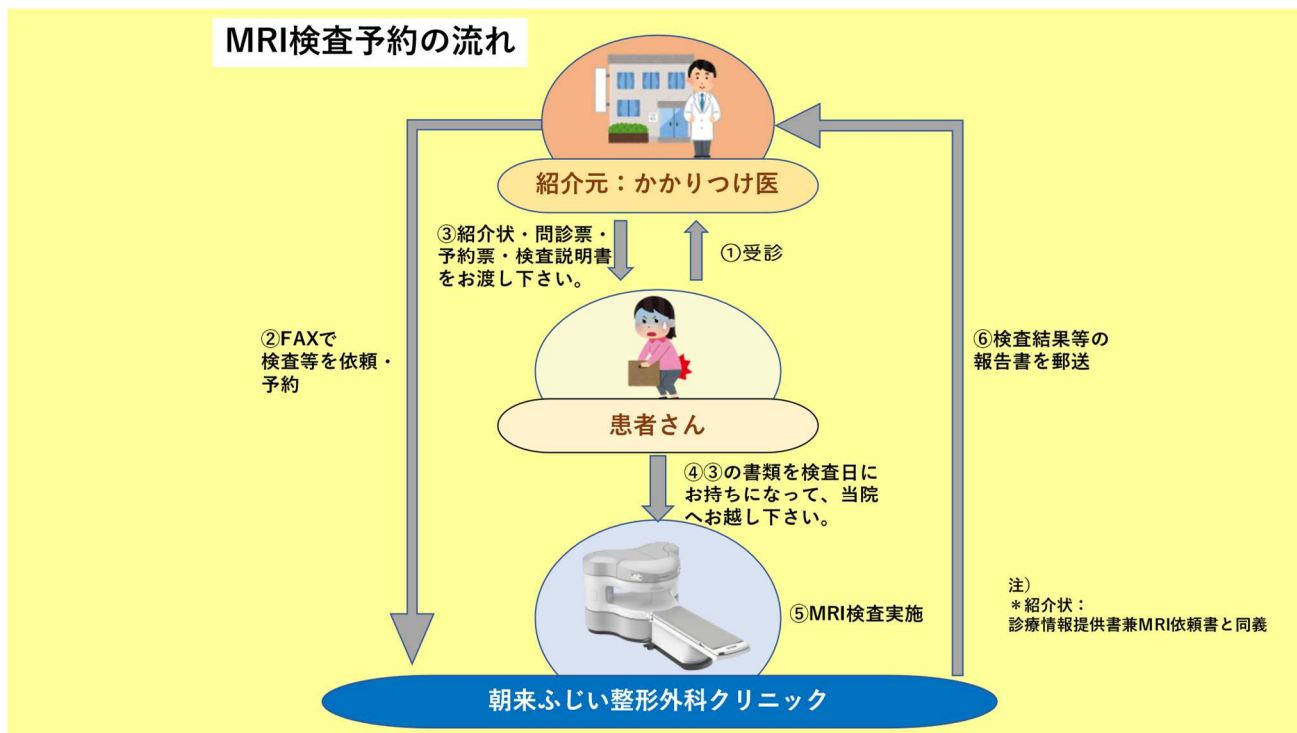 MRI検査予約の流れ
紹介元：かかりつけ医
③紹介状・問診票・
予約票・検査説明書
をお渡し下さい。
①受診
②FAXで
検査等を依頼・
予約
⑥検査結果等の
報告書を郵送
患者さん
④③の書類を検査日に
お持ちになって、当院
へお越し下さい。
⑤MRI検査実施
注）
＊紹介状：
診療情報提供書兼MRI依頼書と同義
朝来ふじい整形外科クリニック